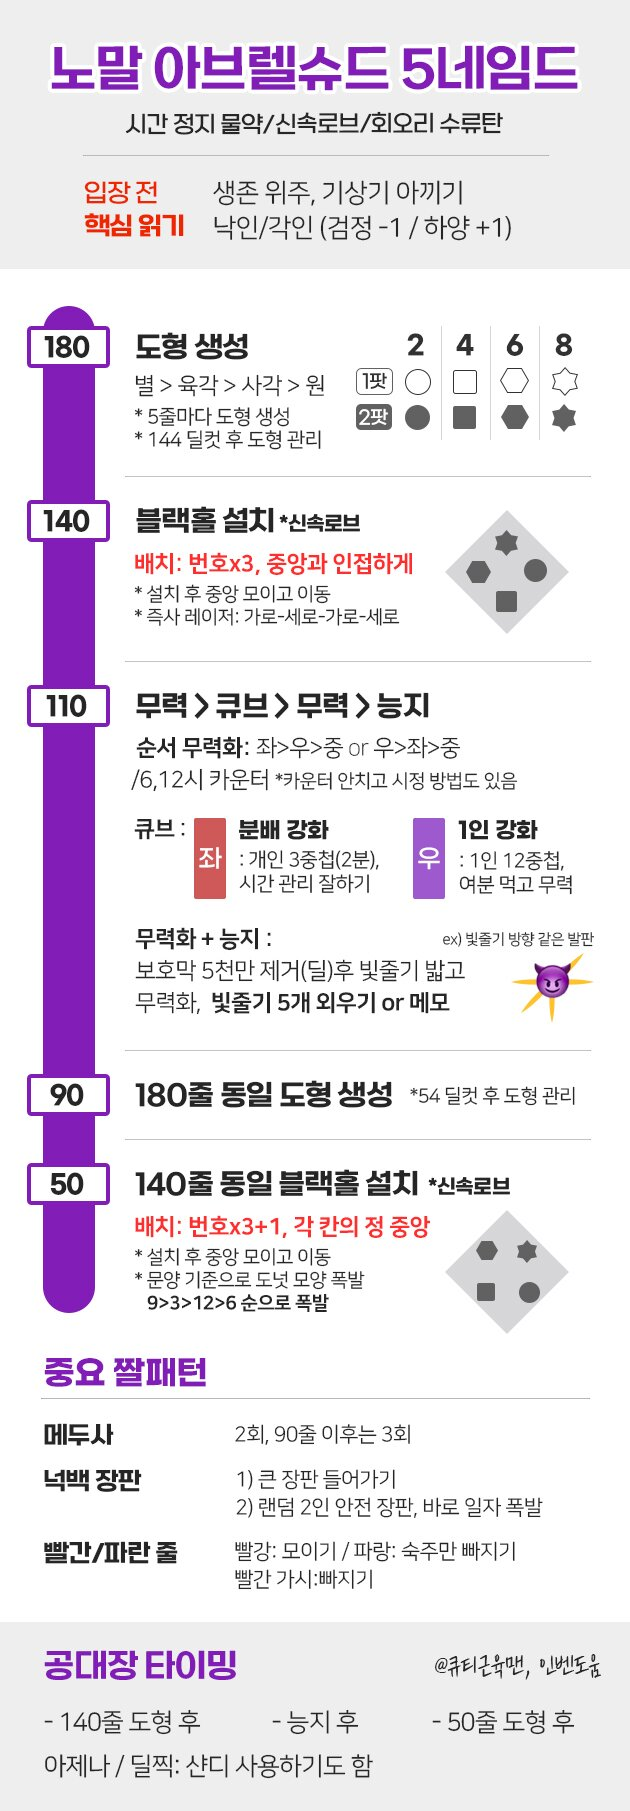 노말 아브렐슈드 5네임드
시간 정지 물약/신속로브/회오리 수류탄
입장 전 생존 위주, 기상기 아끼기
핵심 읽기 낙인/각인 (검정 -1 / 하양 +1)
180 도형 생성 2 4 6 8
별 > 육각 > 사각 > 원 1팟
* 5줄마다 도형 생성 2팟
* 144 딜컷 후 도형 관리
140 블랙홀 설치 *신속로브
배치: 번호x3, 중앙과 인접하게
* 설치 후 중앙 모이고 이동
* 즉사 레이저: 가로-세로-가로-세로
110 무력 > 큐브 > 무력 > 능지
순서 무력화: 좌>우>중 or 우>좌>중
/6,12시 카운터 *카운터 안치고 시정 방법도 있음
큐브 : 좌 분배 강화 우 1인 강화
: 개인 3중첩(2분), : 1인 12중첩,
시간 관리 잘하기 여분 먹고 무력
무력화 + 능지 : ex) 빛줄기 방향 같은 발판
보호막 5천만 제거(딜)후 빛줄기 밟고
무력화, 빛줄기 5개 외우기 or 메모
90 180줄 동일 도형 생성 *54 딜컷 후 도형 관리
50 140줄 동일 블랙홀 설치 *신속로브
배치: 번호x3+1, 각 칸의 정 중앙
* 설치 후 중앙 모이고 이동
* 문양 기준으로 도넛 모양 폭발
9>3>12>6 순으로 폭발
중요 짤패턴
메두사 2회, 90줄 이후는 3회
넉백 장판 1) 큰 장판 들어가기
2) 랜덤 2인 안전 장판, 바로 일자 폭발
빨간/파란 줄 빨강: 모이기 / 파랑: 숙주만 빠지기
빨간 가시:빠지기
공대장 타이밍 @큐티근육맨, 인벤도움
- 140줄 도형 후 - 능지 후 - 50줄 도형 후
아제나 / 딜찍: 샨디 사용하기도 함